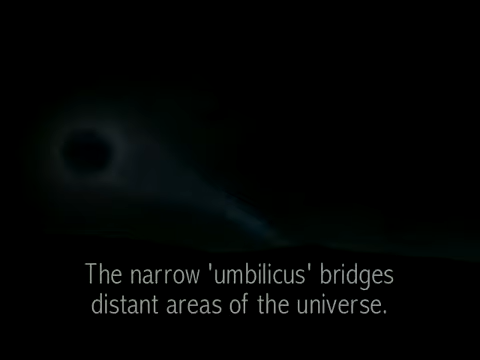 The narrow 'umbilicus' bridges
distant areas of the universe.